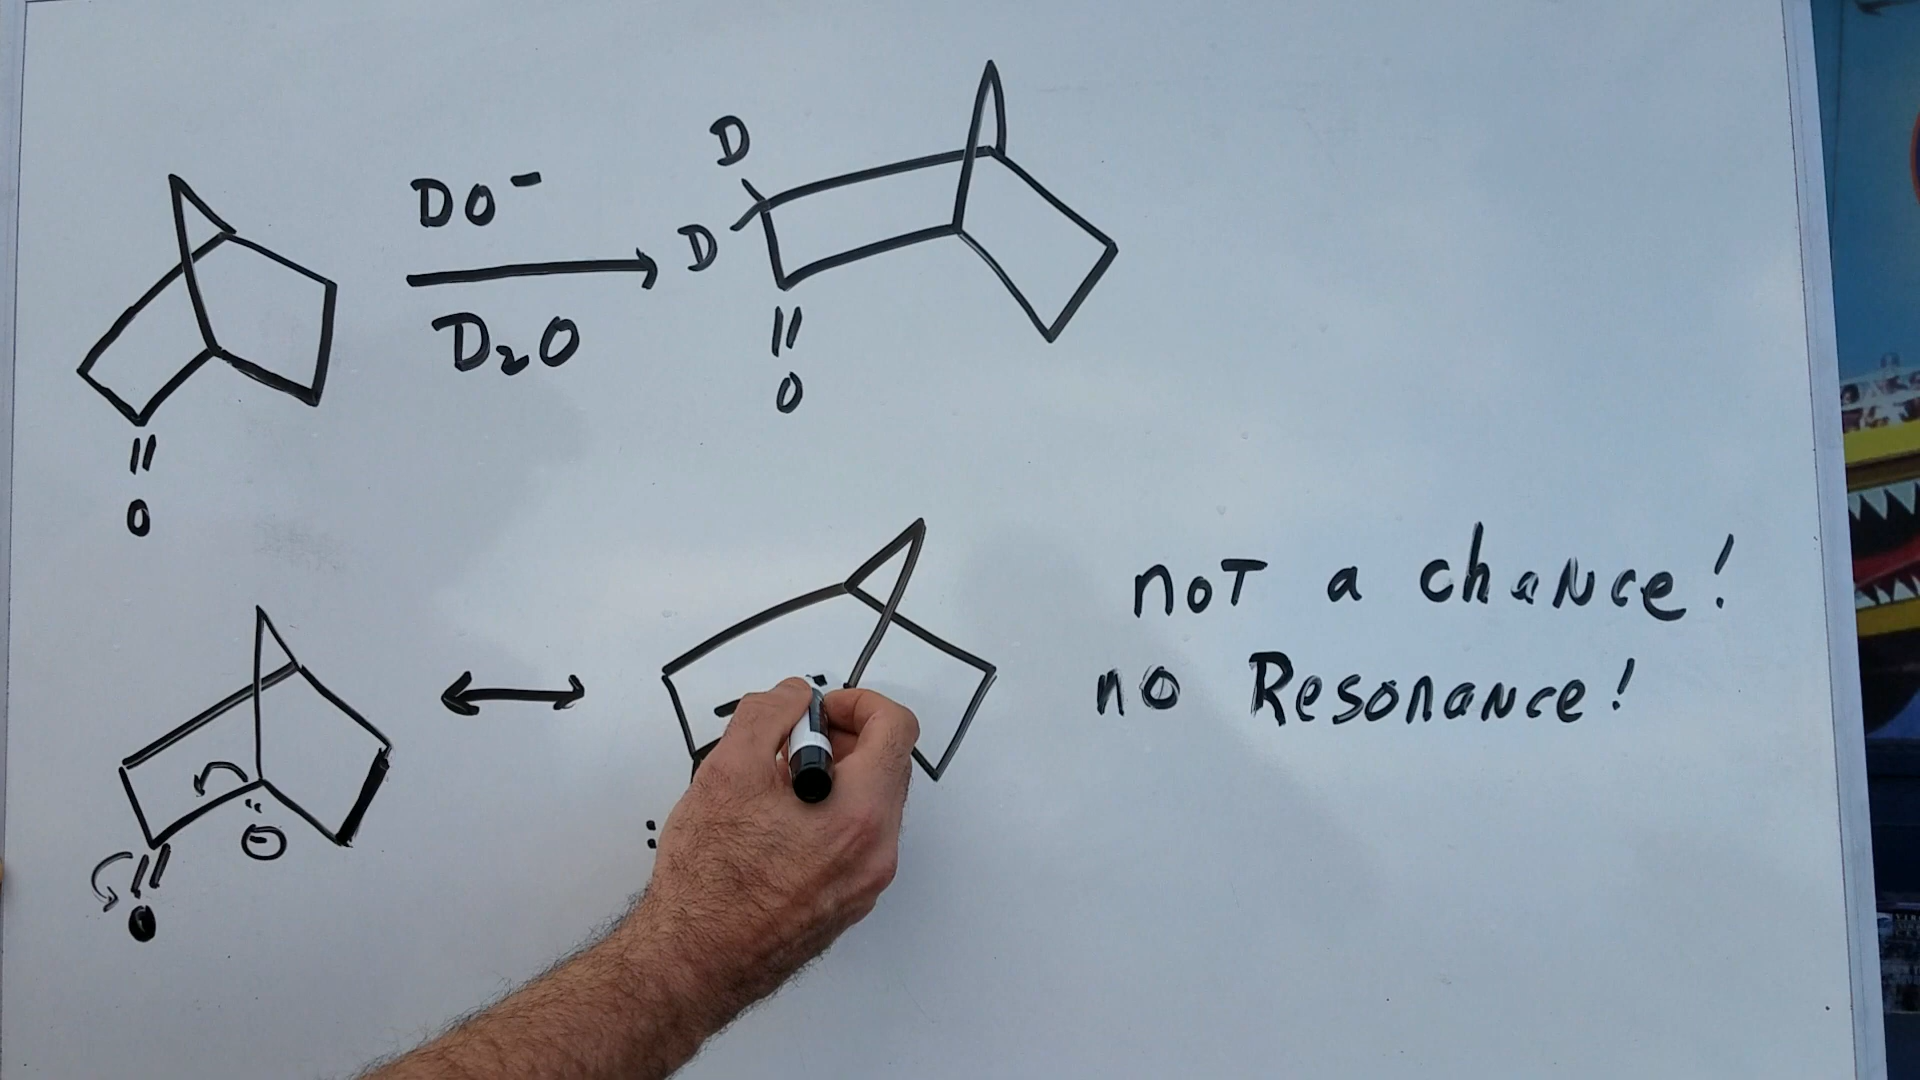 DO⁻
D₂O
D
D
O
O
not a chance!
no Resonance!
⊖
O
: